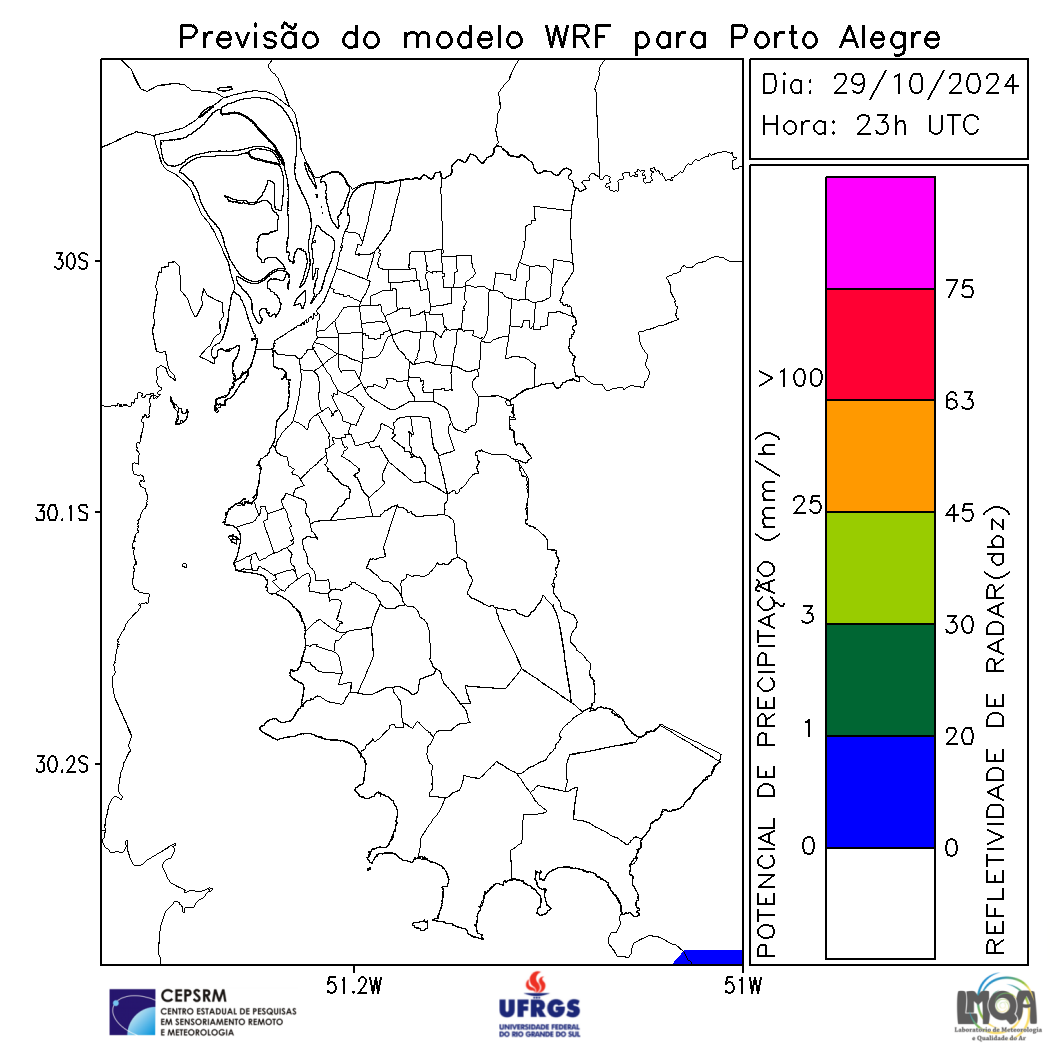 Previsão do modelo WRF para Porto Alegre
Dia: 29/10/2024
Hora: 23h UTC
30S
30.1S
30.2S
51.2W
51W
POTENCIAL DE PRECIPITAÇÃO (mm/h)
>100
25
3
1
0
75
63
45
30
20
0
REFLETIVIDADE DE RADAR(dbz)
CEPSRM
CENTRO ESTADUAL DE PESQUISAS
EM SENSORIAMENTO REMOTO
E METEOROLOGIA
UFRGS
UNIVERSIDADE FEDERAL
DO RIO GRANDE DO SUL
LMQA
Laboratório de Meteorologia
e Qualidade do Ar